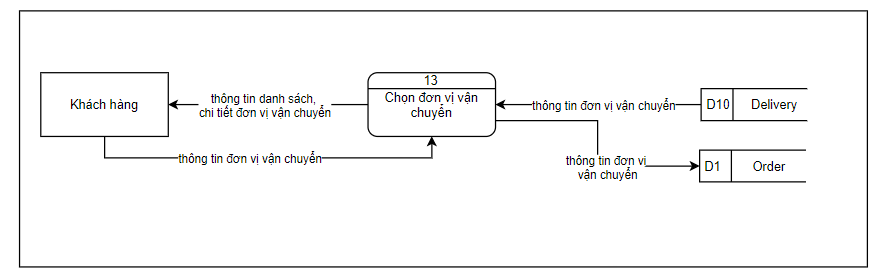 13
Khách hàng
thông tin danh sách,
chi tiết đơn vị vận chuyển
Chọn đơn vị vận
chuyển
thông tin đơn vị vận chuyển
D10 Delivery
thông tin đơn vị vận chuyển
thông tin đơn vị
vận chuyển
D1 Order